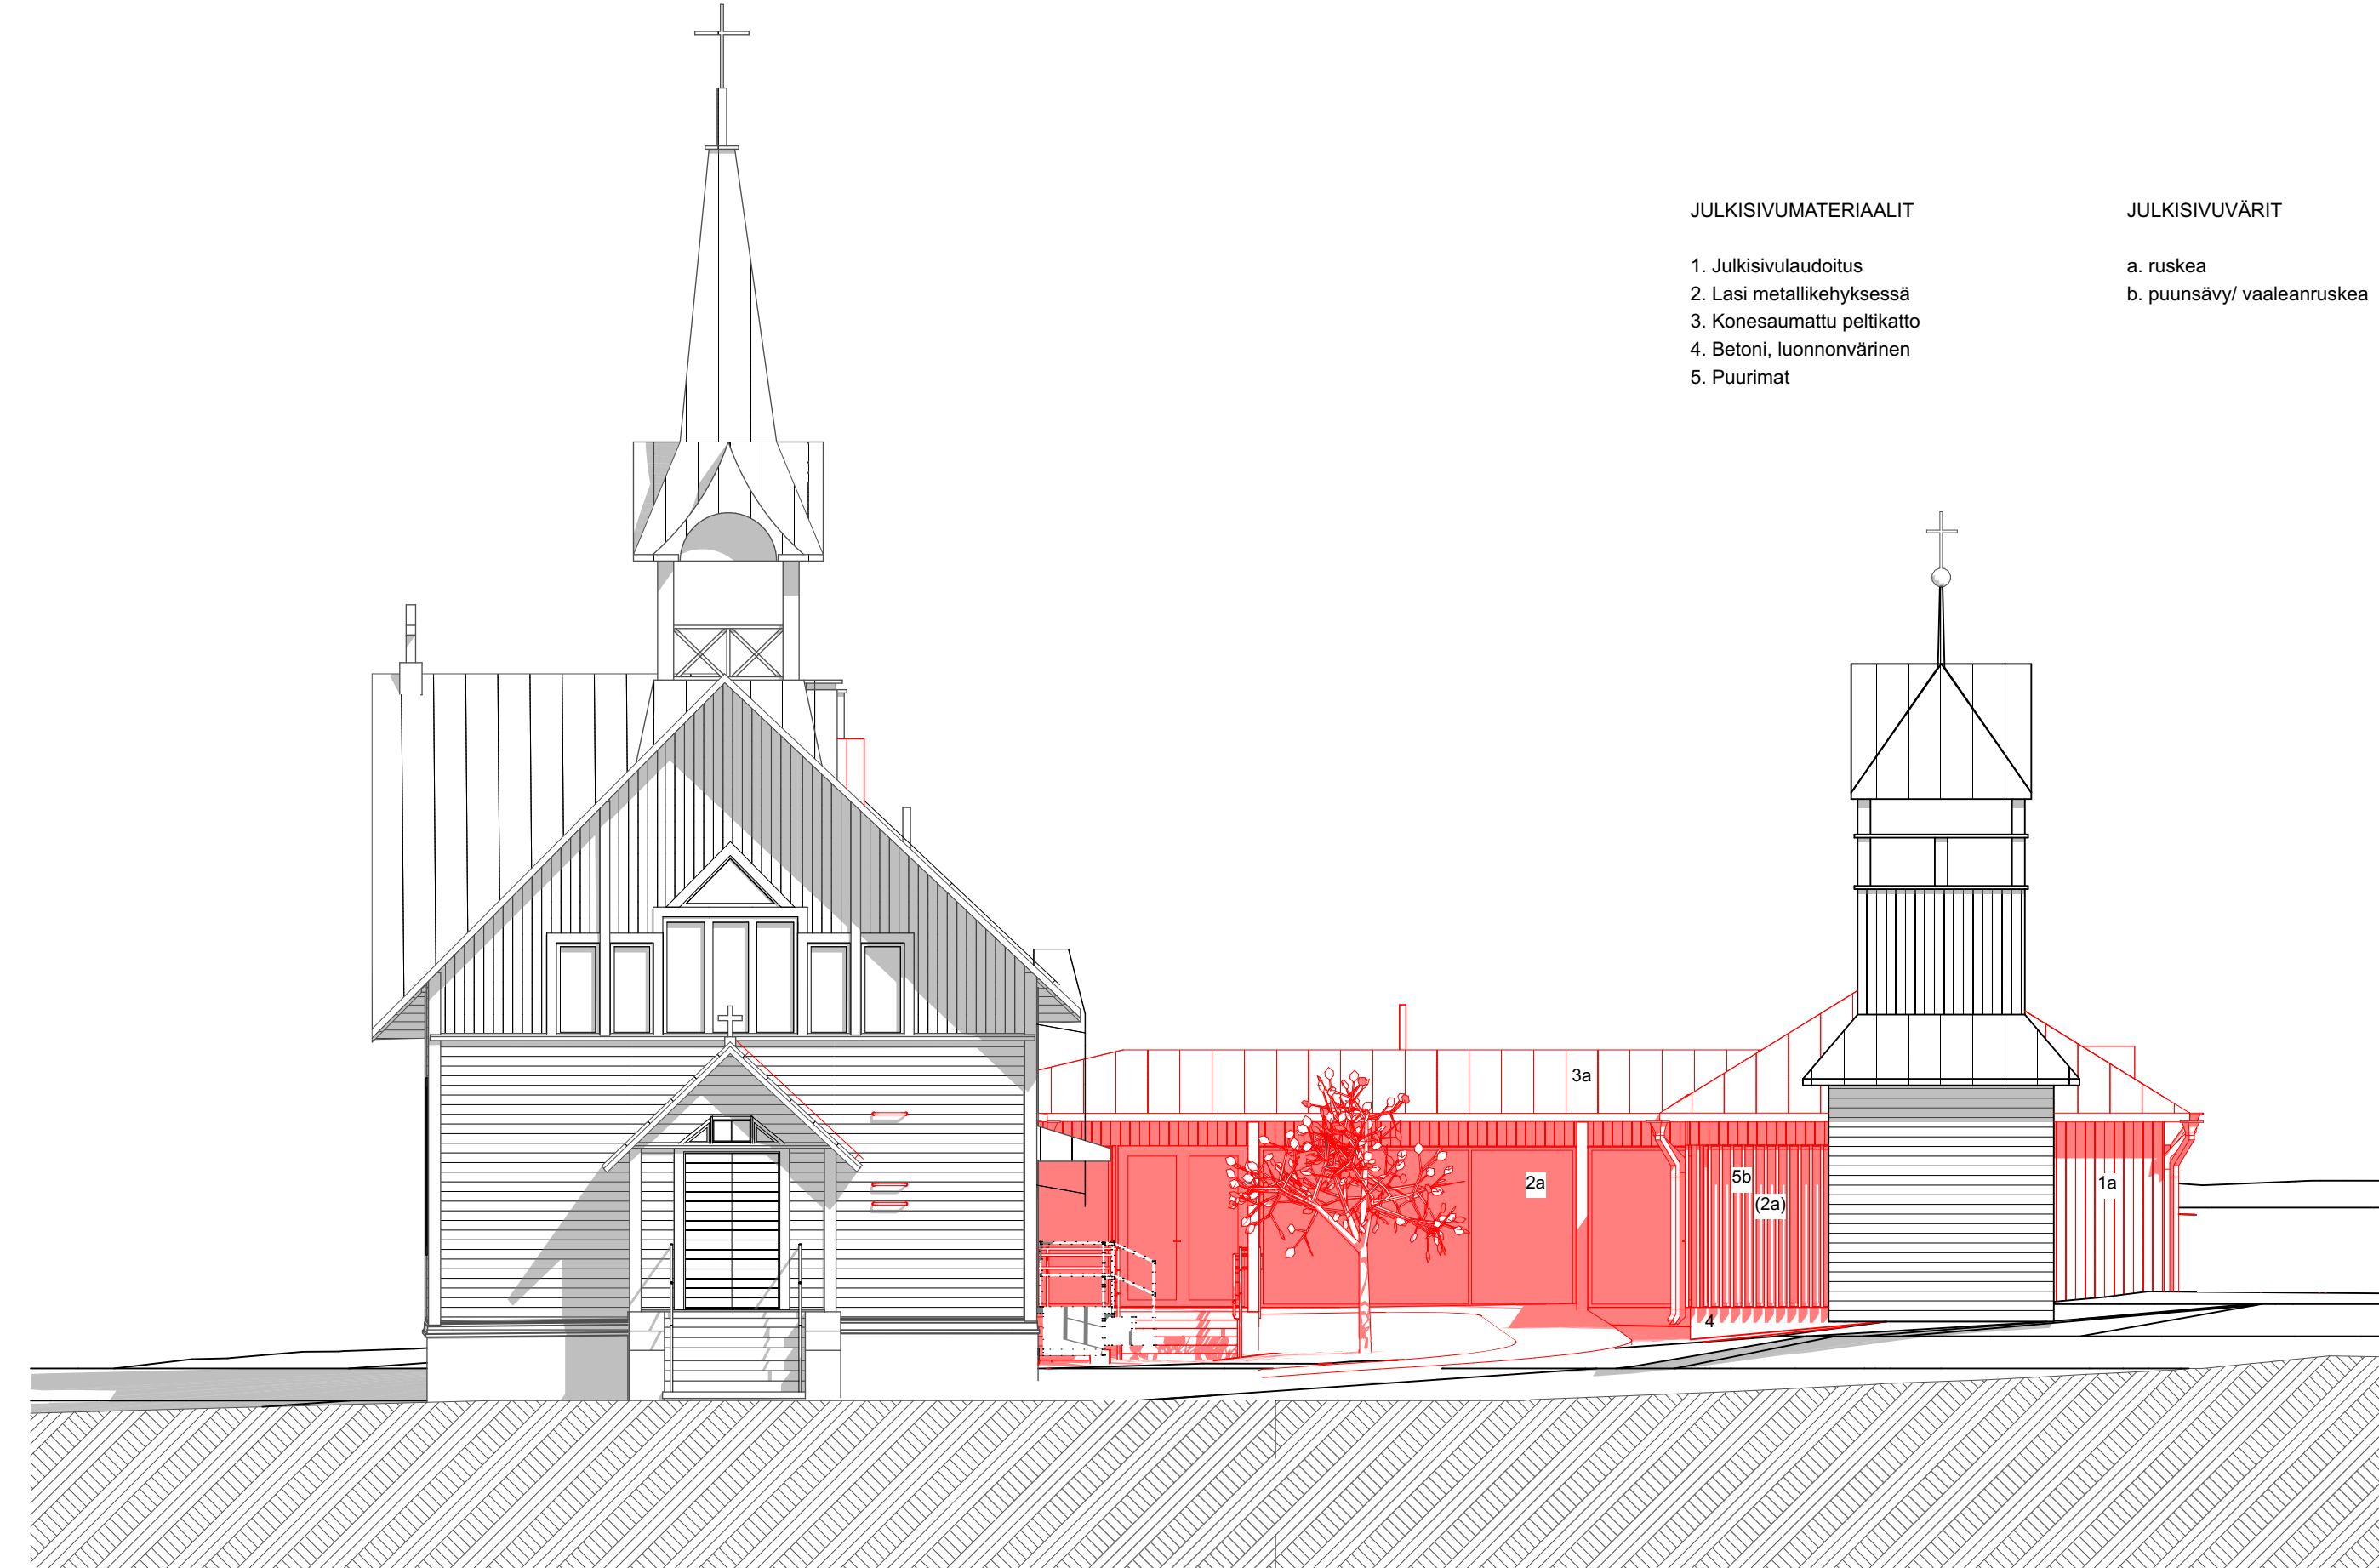 JULKISIVUMATERIAALIT
1. Julkisivulaudoitus
2. Lasi metallikehyksessä
3. Konesaumattu peltikatto
4. Betoni, luonnonvärinen
5. Puurimat
JULKISIVUVÄRIT
a. ruskea
b. puunsävy/ vaaleanruskea
3a
2a
5b
(2a)
1a
4